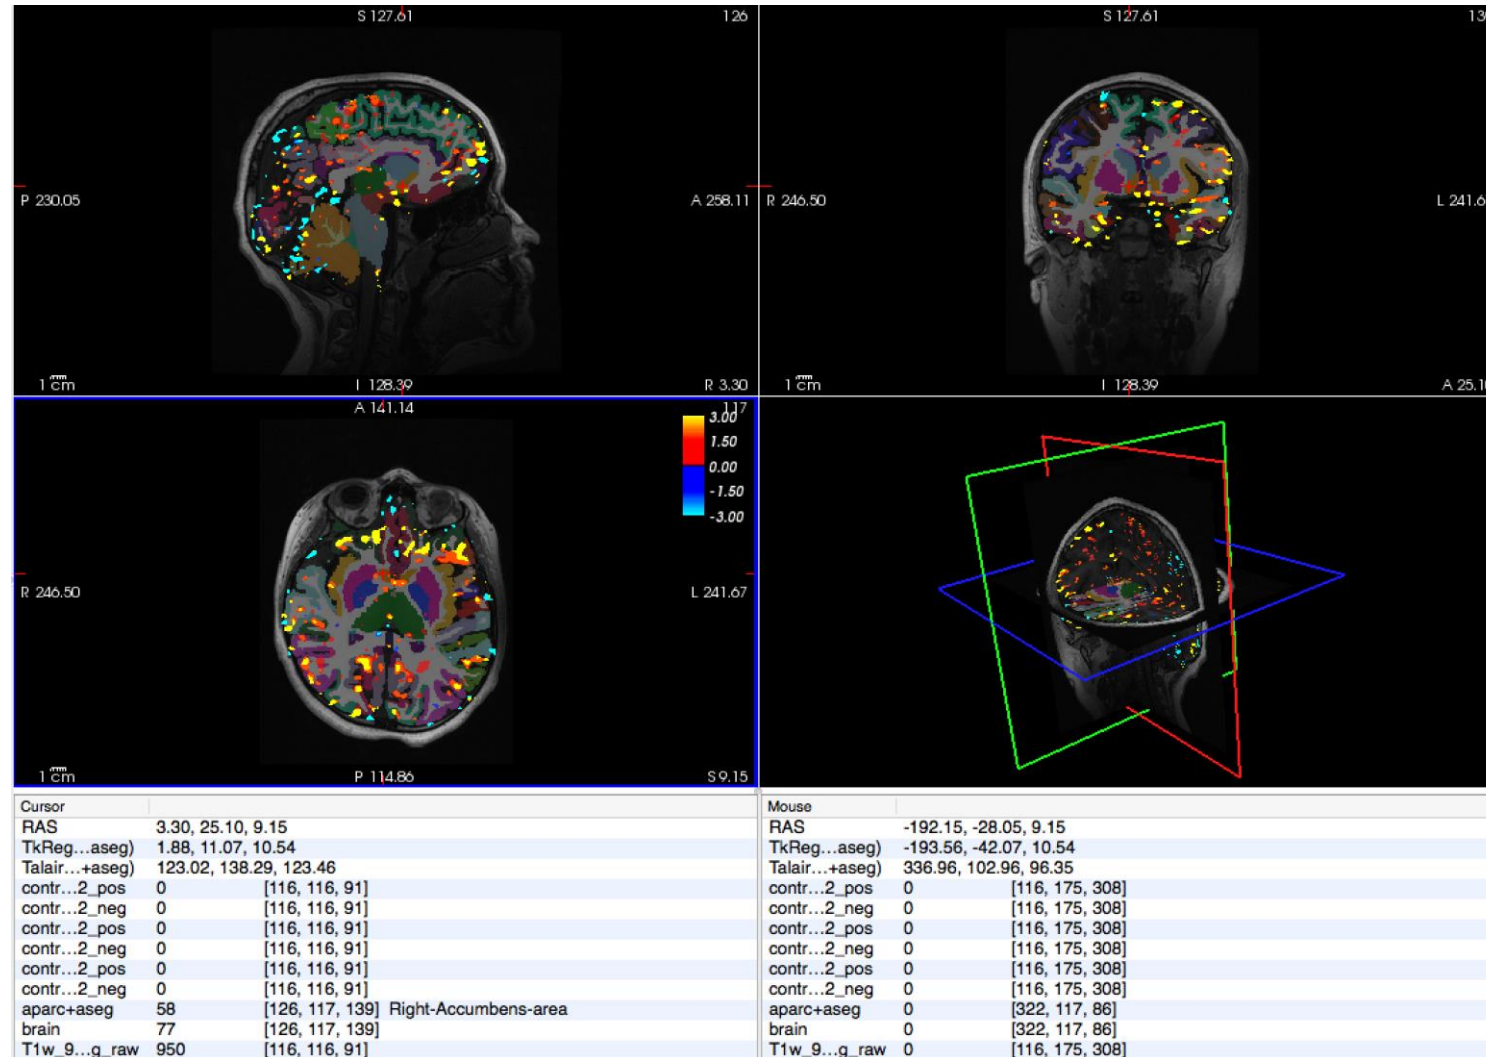 S 127.61
126
P 230.05
A 258.11
1 cm
I 128.39
R 3.30
S 127.61
R 246.50
1 cm
I 128.39
A 141.14
117
3.00
1.50
0.00
-1.50
-3.00
R 246.50
L 241.67
1 cm
P 114.86
S 9.15
Cursor
RAS 3.30, 25.10, 9.15
TkReg...aseg) 1.88, 11.07, 10.54
Talair...+aseg) 123.02, 138.29, 123.46
contr...2_pos 0 [116, 116, 91]
contr...2_neg 0 [116, 116, 91]
contr...2_pos 0 [116, 116, 91]
contr...2_neg 0 [116, 116, 91]
contr...2_pos 0 [116, 116, 91]
contr...2_neg 0 [116, 116, 91]
aparc+aseg 58 [126, 117, 139] Right-Accumbens-area
brain 77 [126, 117, 139]
T1w_9...g_raw 950 [116, 116, 91]
Mouse
RAS -192.15, -28.05, 9.15
TkReg...aseg) -193.56, -42.07, 10.54
Talair...+aseg) 336.96, 102.96, 96.35
contr...2_pos 0 [116, 175, 308]
contr...2_neg 0 [116, 175, 308]
contr...2_pos 0 [116, 175, 308]
contr...2_neg 0 [116, 175, 308]
contr...2_pos 0 [116, 175, 308]
contr...2_neg 0 [116, 175, 308]
aparc+aseg 0 [322, 117, 86]
brain 0 [322, 117, 86]
T1w_9...g_raw 0 [116, 175, 308]